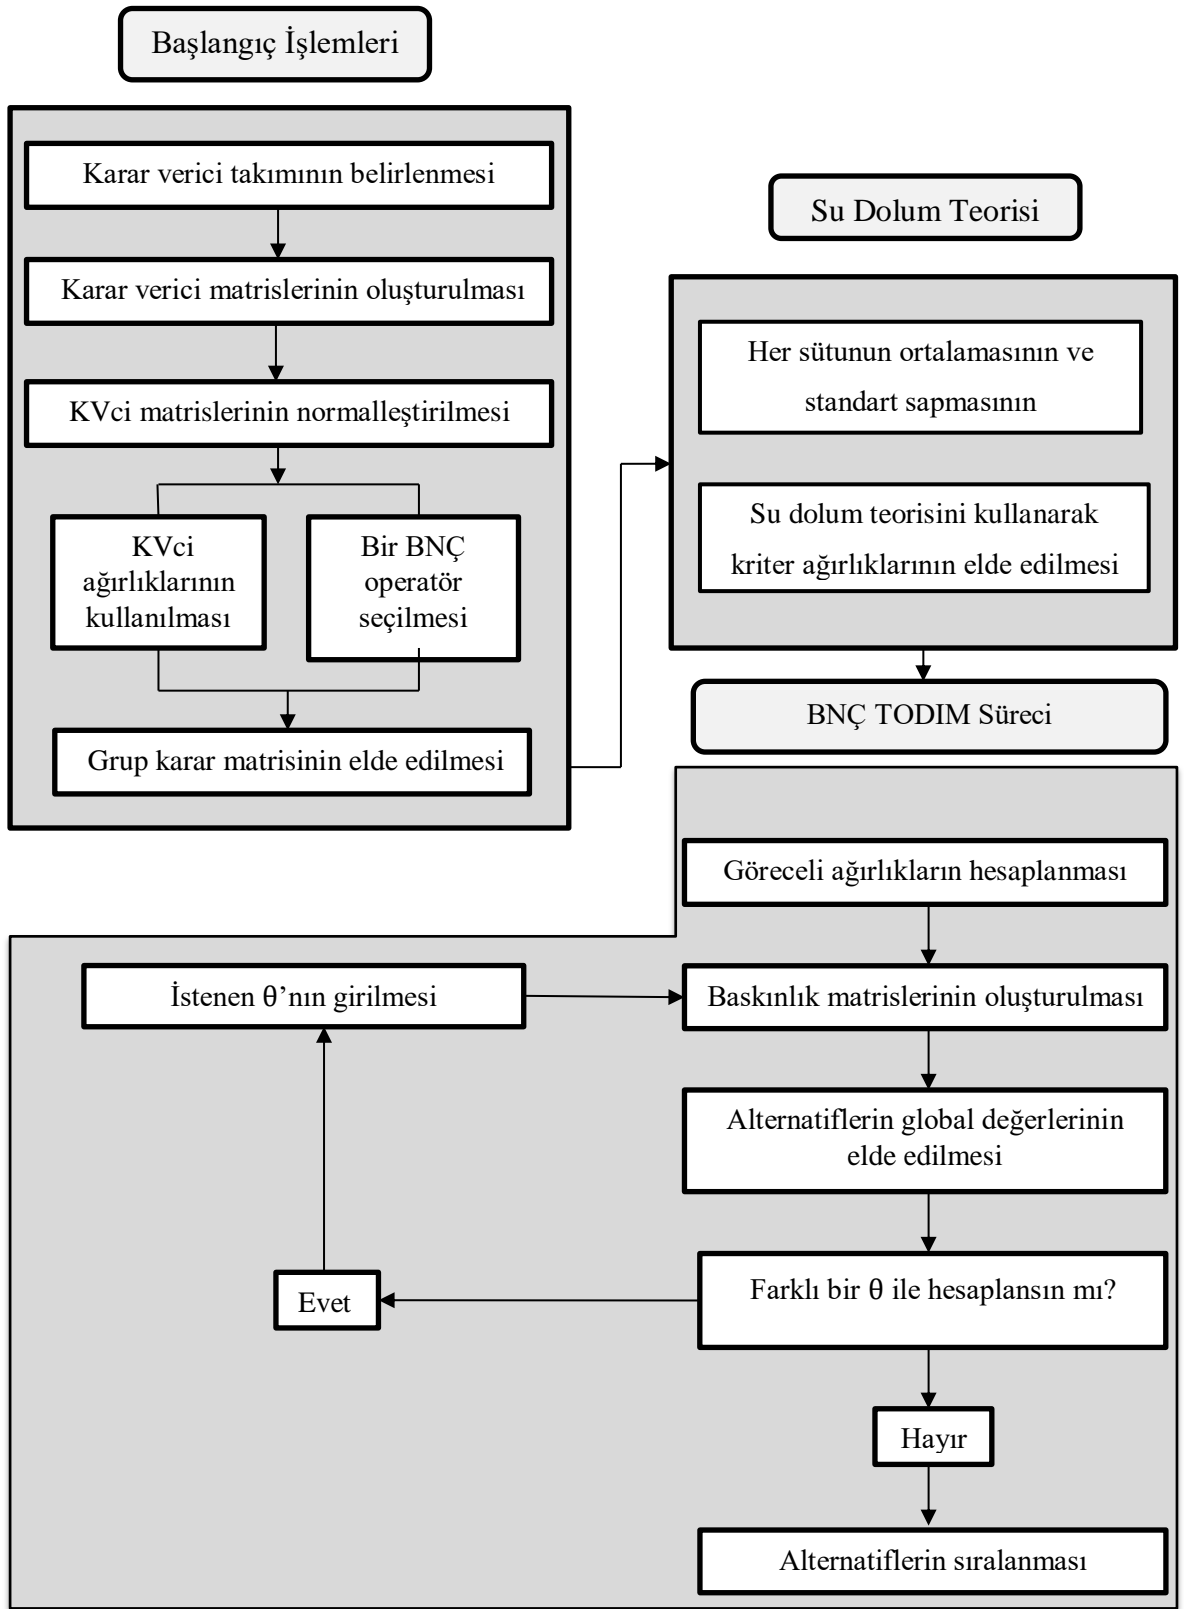 Başlangıç İşlemleri
Karar verici takımının belirlenmesi
Karar verici matrislerinin oluşturulması
KVci matrislerinin normalleştirilmesi
KVci
ağırlıklarının
kullanılması
Bir BNÇ
operatör
seçilmesi
Grup karar matrisinin elde edilmesi
Su Dolum Teorisi
Her sütunun ortalamasının ve
standart sapmasının
Su dolum teorisini kullanarak
kriter ağırlıklarının elde edilmesi
BNÇ TODIM Süreci
Göreceli ağırlıkların hesaplanması
İstenen θ’nın girilmesi
Baskınlık matrislerinin oluşturulması
Alternatiflerin global değerlerinin
elde edilmesi
Farklı bir θ ile hesaplansın mı?
Evet
Hayır
Alternatiflerin sıralanması